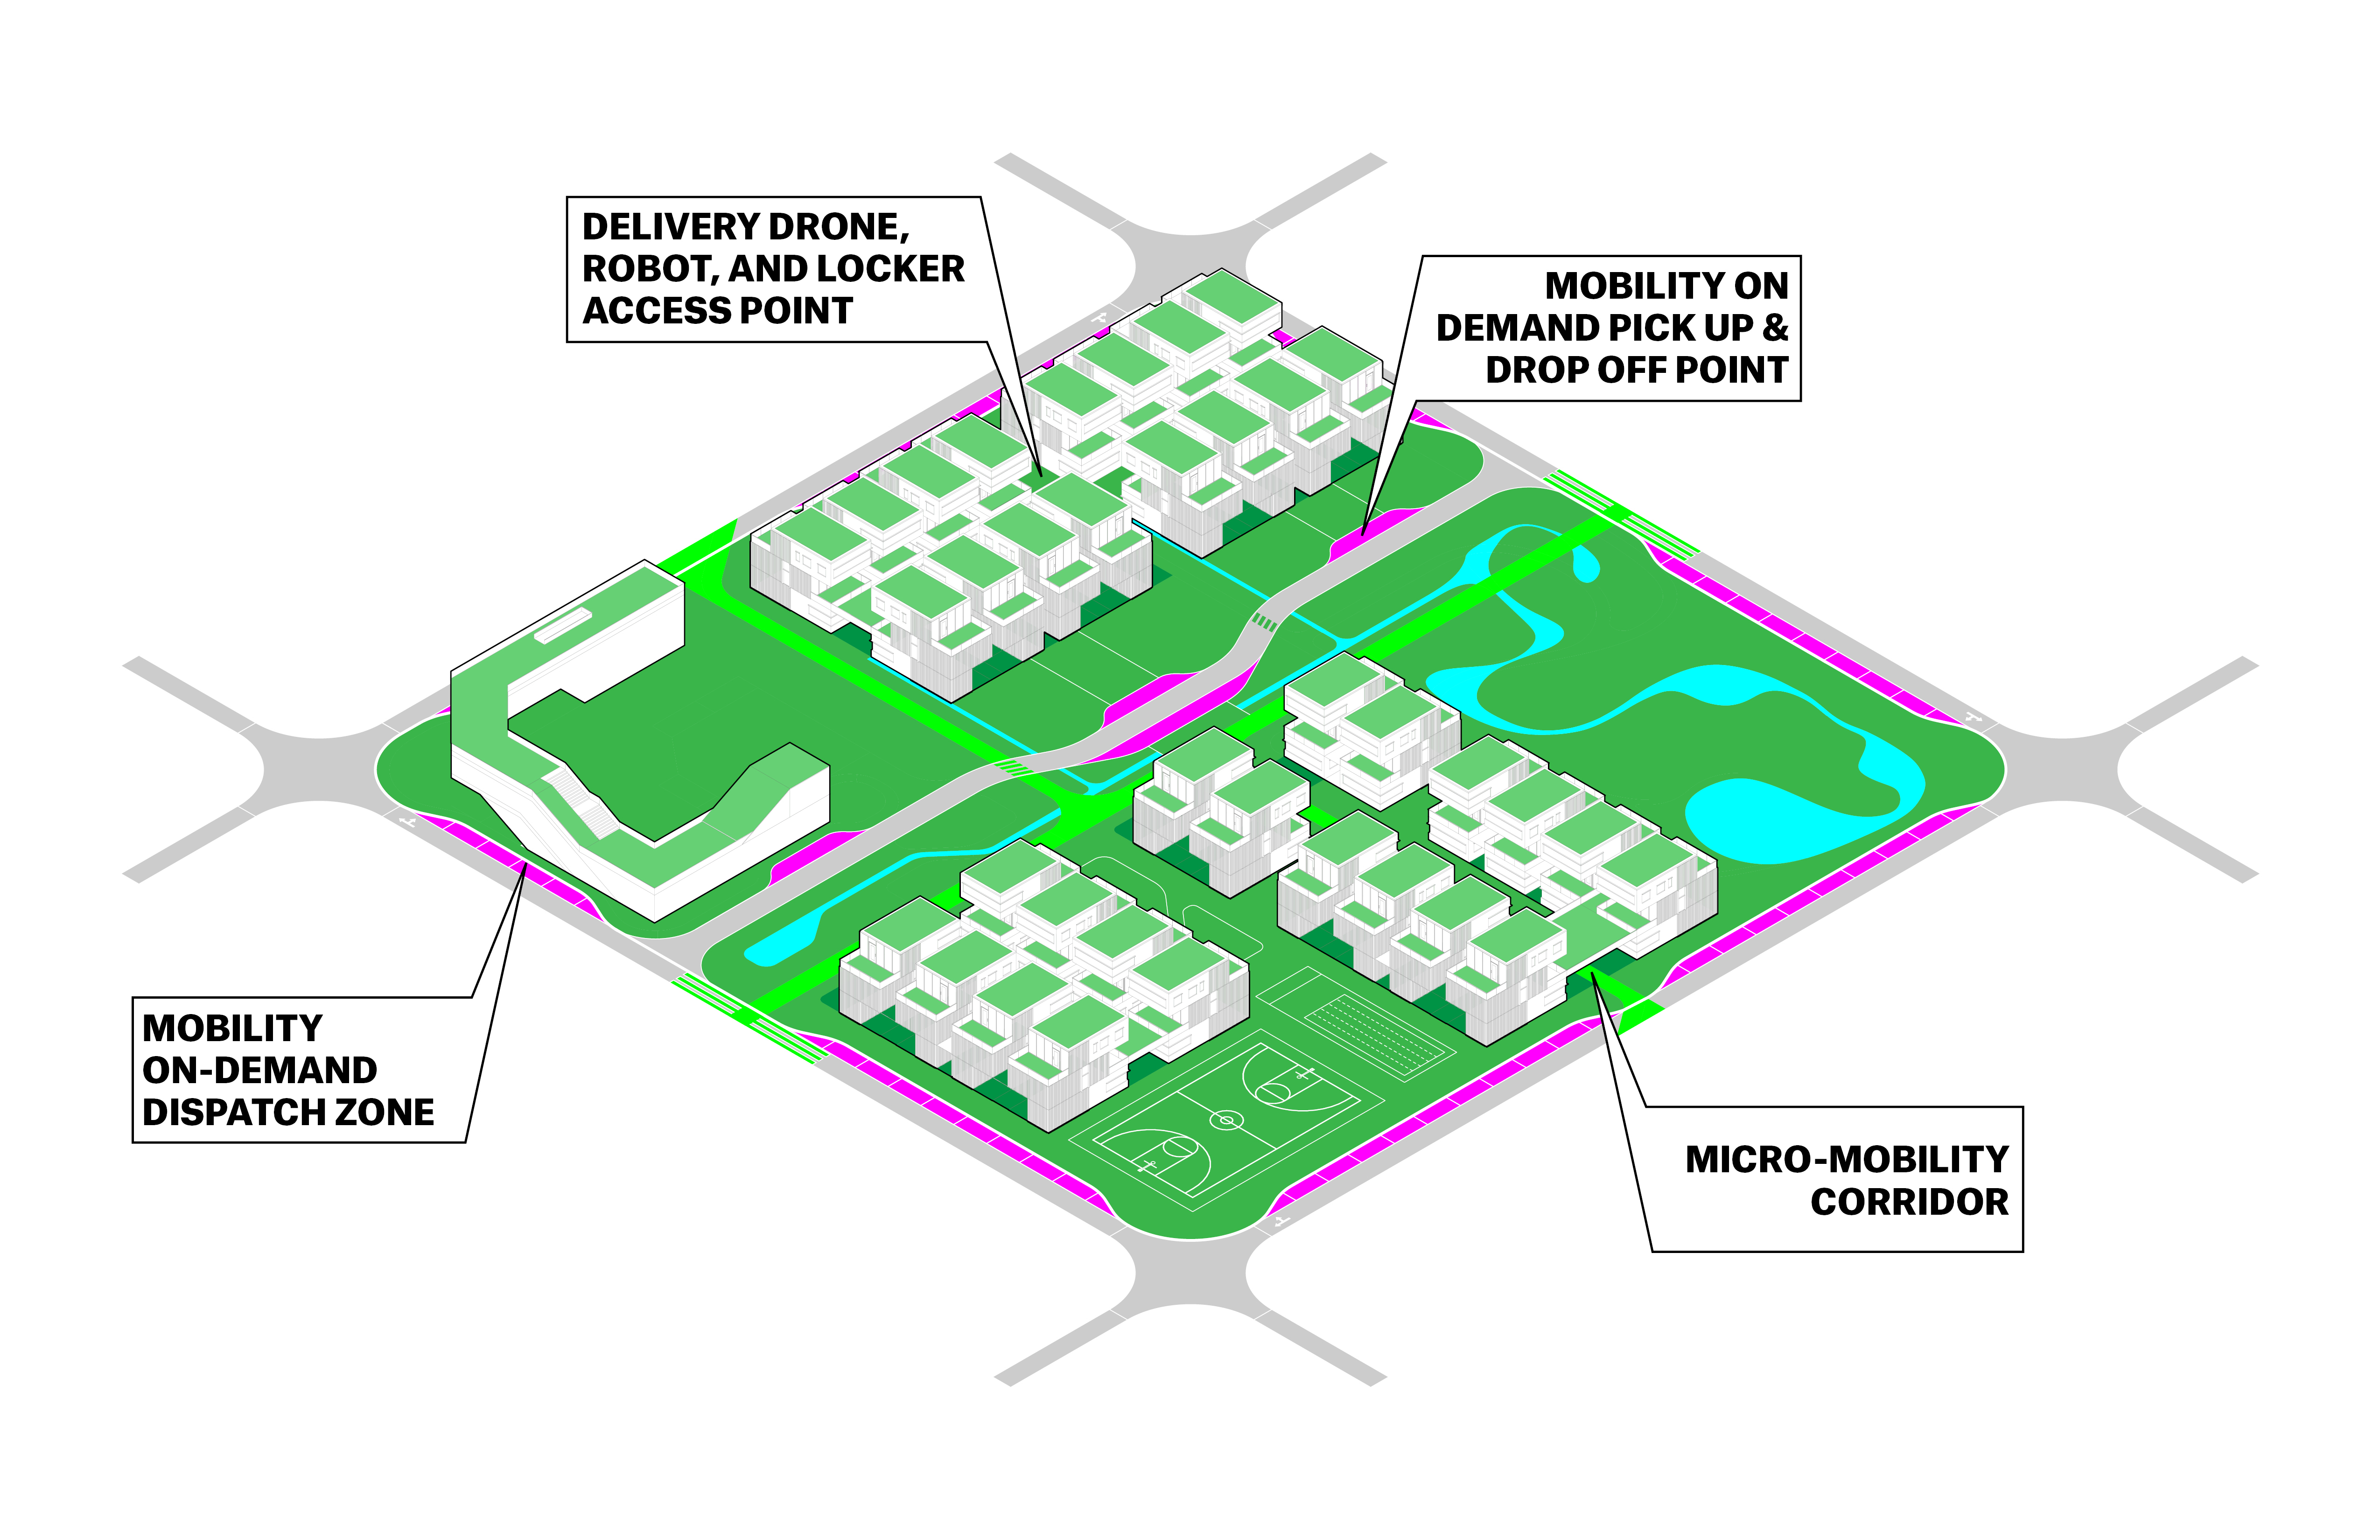 DELIVERY DRONE,
ROBOT, AND LOCKER
ACCESS POINT
MOBILITY ON
DEMAND PICK UP &
DROP OFF POINT
MOBILITY
ON-DEMAND
DISPATCH ZONE
MICRO-MOBILITY
CORRIDOR